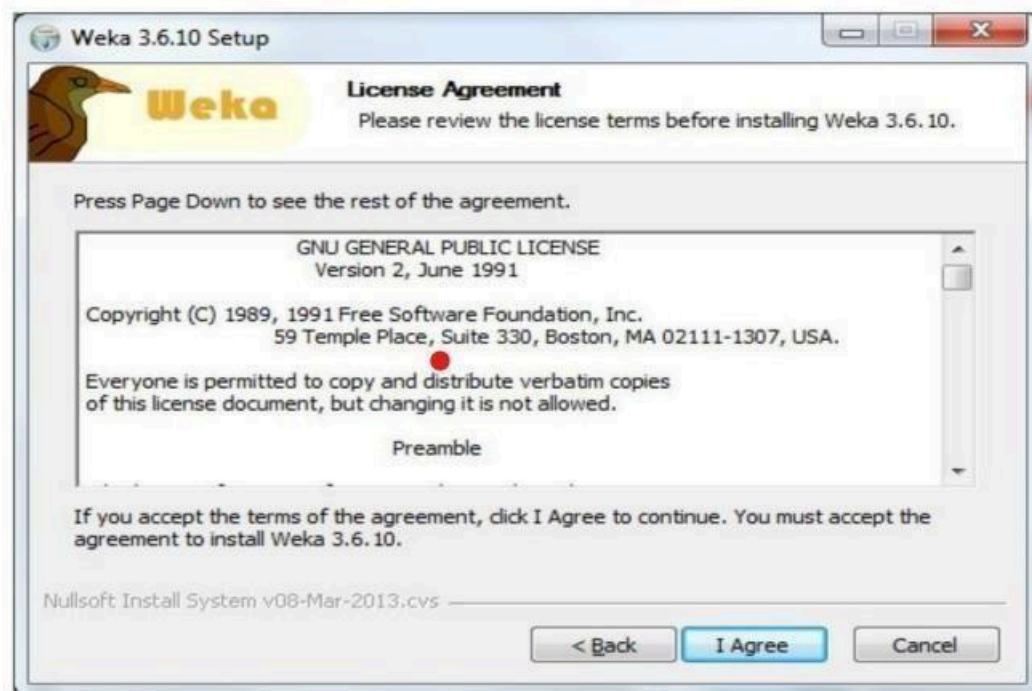 Weka 3.6.10 Setup
Weka
License Agreement
Please review the license terms before installing Weka 3.6.10.
Press Page Down to see the rest of the agreement.
GNU GENERAL PUBLIC LICENSE
Version 2, June 1991
Copyright (C) 1989, 1991 Free Software Foundation, Inc.
59 Temple Place, Suite 330, Boston, MA 02111-1307, USA.
Everyone is permitted to copy and distribute verbatim copies
of this license document, but changing it is not allowed.
Preamble
If you accept the terms of the agreement, click I Agree to continue. You must accept the
agreement to install Weka 3.6.10.
Nullsoft Install System v08-Mar-2013.cvs
< Back I Agree Cancel